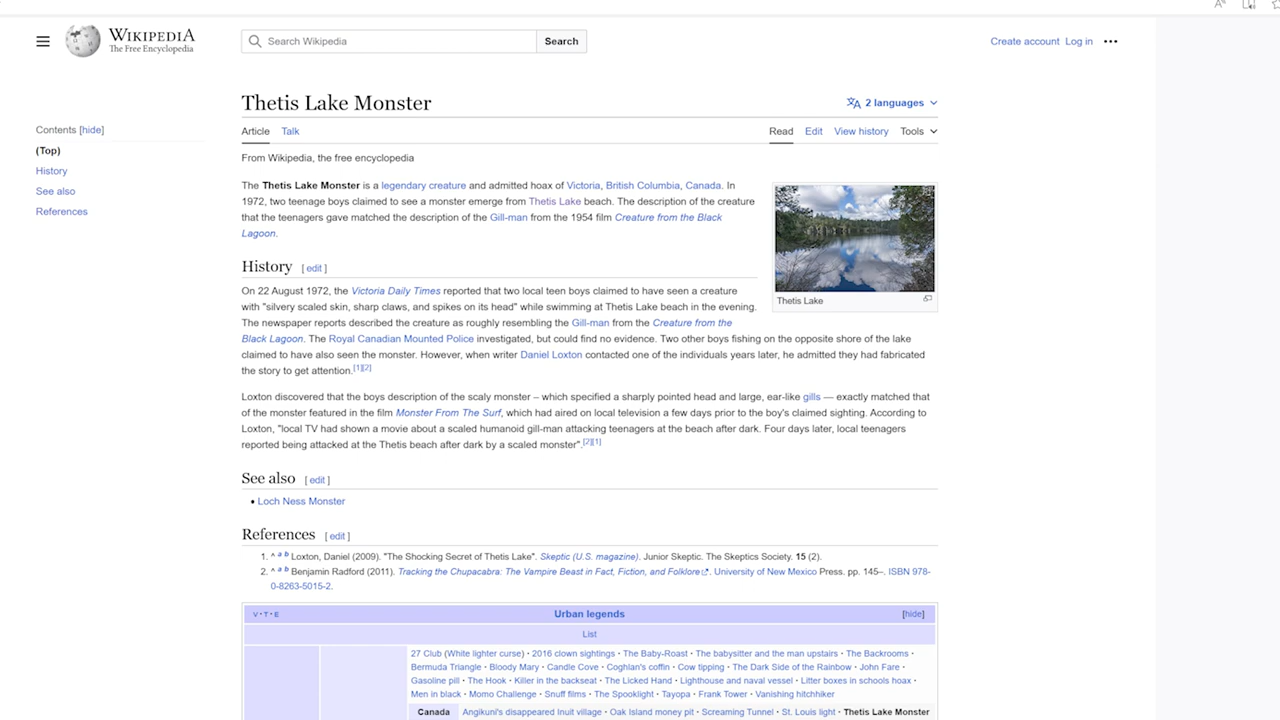 WIKIPEDIA
The Free Encyclopedia
Search Wikipedia
Search
Create account Log in
Thetis Lake Monster
2 languages
Contents [hide]
(Top)
History
See also
References
Article Talk
Read Edit View history Tools
From Wikipedia, the free encyclopedia
The Thetis Lake Monster is a legendary creature and admitted hoax of Victoria, British Columbia, Canada. In
1972, two teenage boys claimed to see a monster emerge from Thetis Lake beach. The description of the creature
that the teenagers gave matched the description of the Gill-man from the 1954 film Creature from the Black
Lagoon.
Thetis Lake
History [ edit ]
On 22 August 1972, the Victoria Daily Times reported that two local teen boys claimed to have seen a creature
with "silvery scaled skin, sharp claws, and spikes on its head" while swimming at Thetis Lake beach in the evening.
The newspaper reports described the creature as roughly resembling the Gill-man from the Creature from the
Black Lagoon. The Royal Canadian Mounted Police investigated, but could find no evidence. Two other boys fishing on the opposite shore of the lake
claimed to have also seen the monster. However, when writer Daniel Loxton contacted one of the individuals years later, he admitted they had fabricated
the story to get attention.[1][2]
Loxton discovered that the boys description of the scaly monster – which specified a sharply pointed head and large, ear-like gills — exactly matched that
of the monster featured in the film Monster From The Surf, which had aired on local television a few days prior to the boy's claimed sighting. According to
Loxton, "local TV had shown a movie about a scaled humanoid gill-man attacking teenagers at the beach after dark. Four days later, local teenagers
reported being attacked at the Thetis beach after dark by a scaled monster".[2][1]
See also [ edit ]
• Loch Ness Monster
References [ edit ]
1. ^ a b Loxton, Daniel (2009). "The Shocking Secret of Thetis Lake". Skeptic (U.S. magazine). Junior Skeptic. The Skeptics Society. 15 (2).
2. ^ a b Benjamin Radford (2011). Tracking the Chupacabra: The Vampire Beast in Fact, Fiction, and Folklore. University of New Mexico Press. pp. 145–. ISBN 978-
0-8263-5015-2.
V • T • E Urban legends [hide]
List
27 Club (White lighter curse) • 2016 clown sightings • The Baby-Roast • The babysitter and the man upstairs • The Backrooms •
Bermuda Triangle • Bloody Mary • Candle Cove • Coghlan's coffin • Cow tipping • The Dark Side of the Rainbow • John Fare •
Gasoline pill • The Hook • Killer in the backseat • The Licked Hand • Lighthouse and naval vessel • Litter boxes in schools hoax •
Men in black • Momo Challenge • Snuff films • The Spooklight • Tayopa • Frank Tower • Vanishing hitchhiker
Canada Angikuni's disappeared Inuit village • Oak Island money pit • Screaming Tunnel • St. Louis light • Thetis Lake Monster